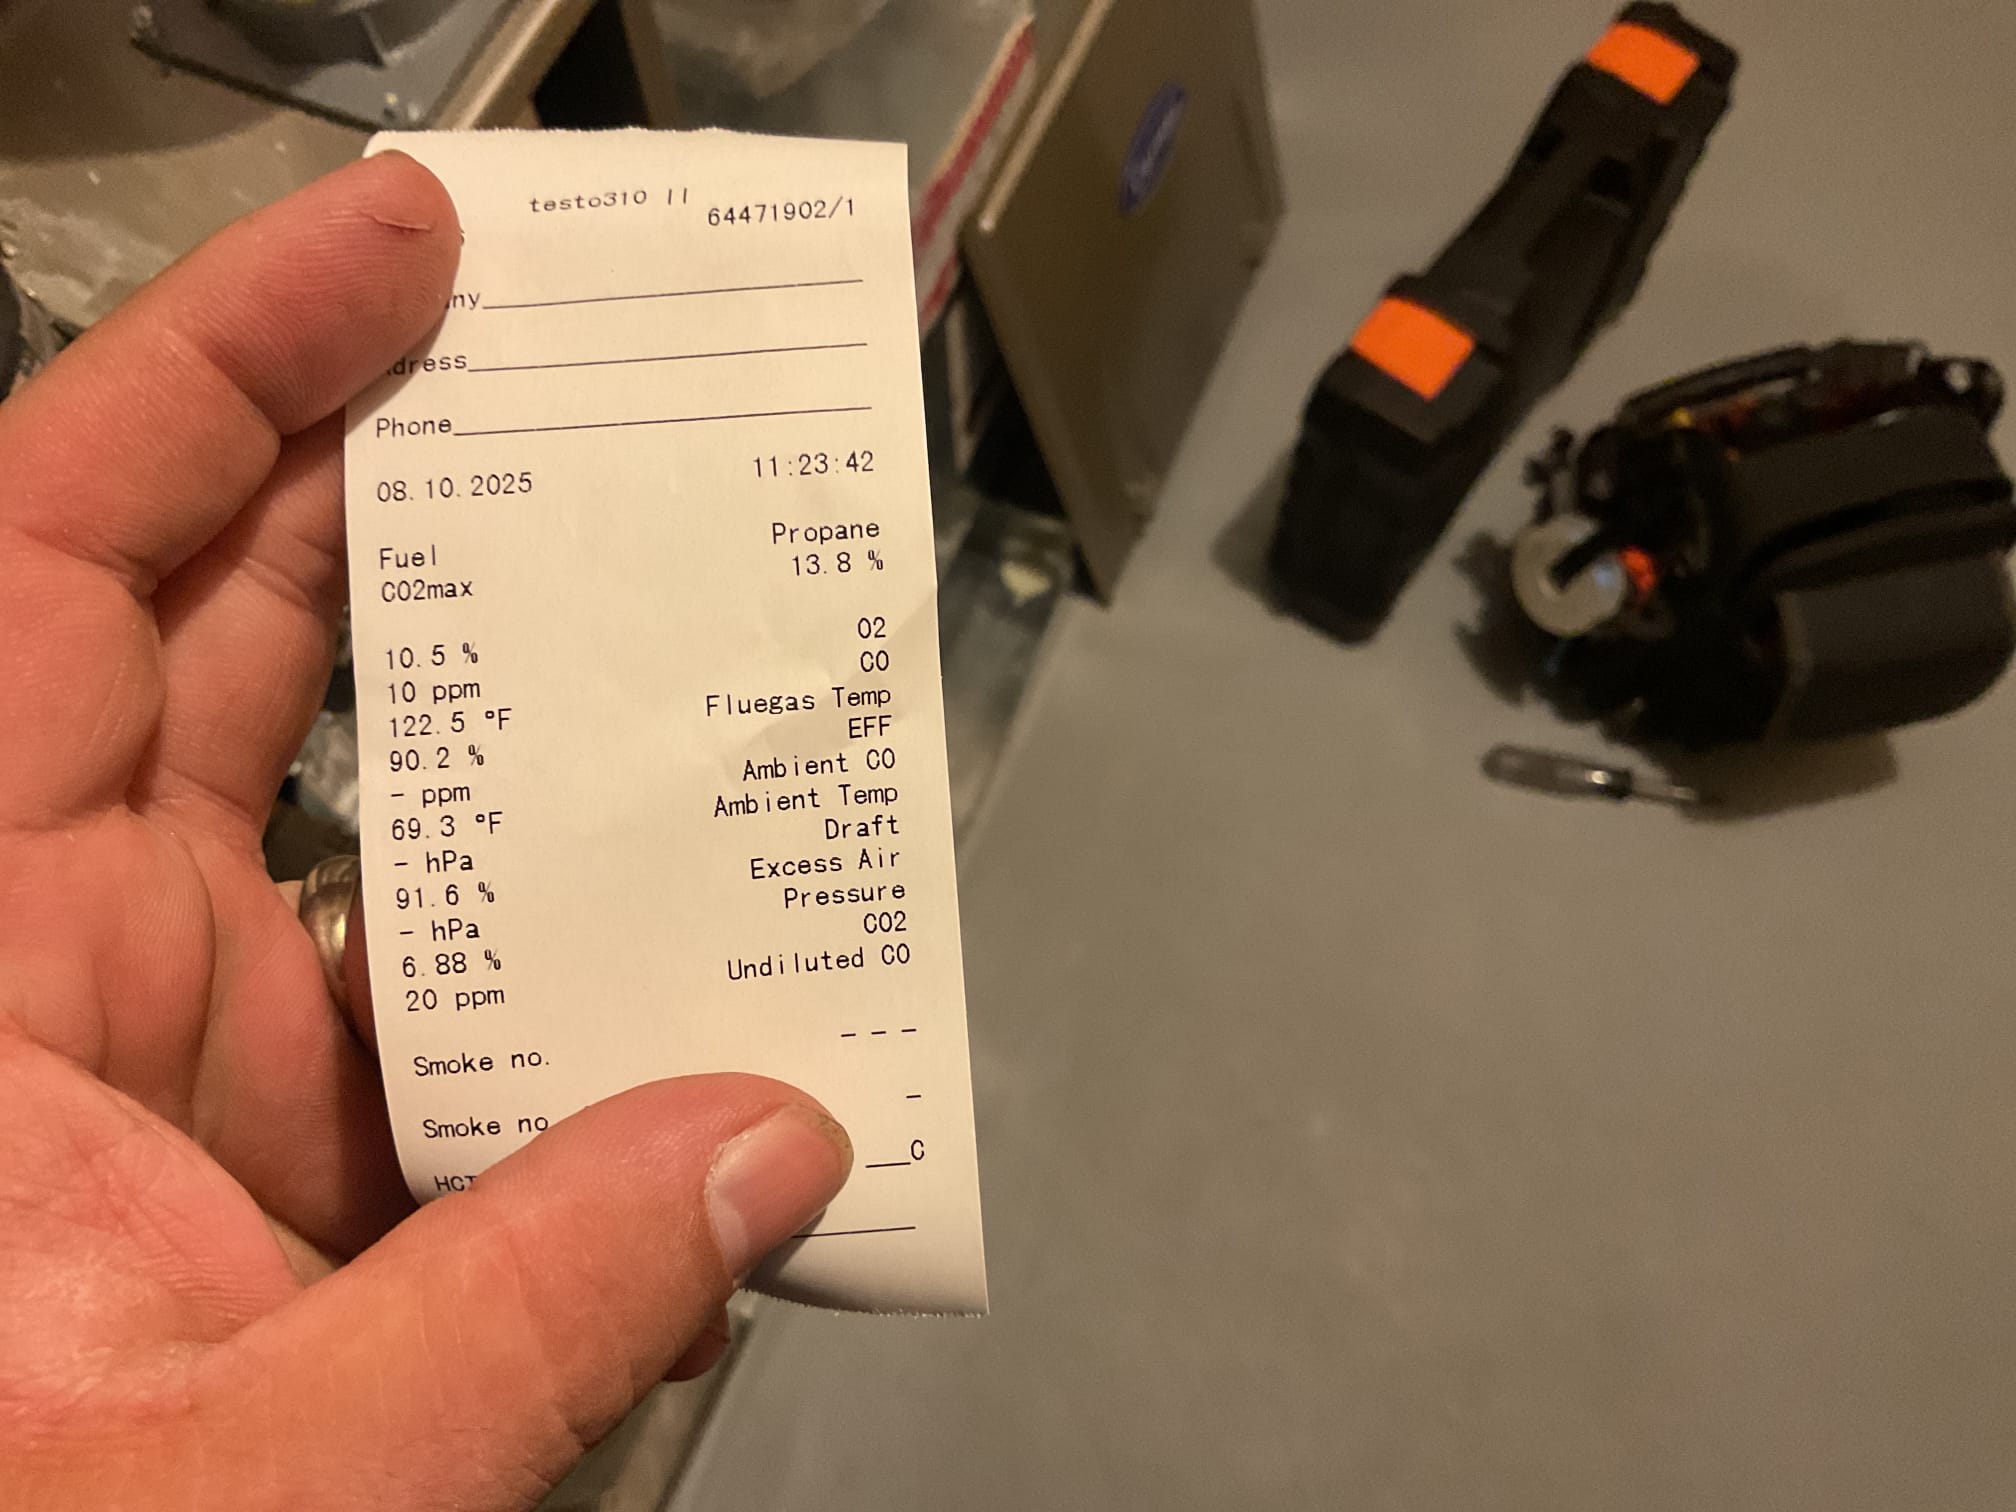 testo310 II
64471902/1
ny
dress
Phone
08.10.2025 11:23:42
Fuel Propane
CO2max 13.8 %
10.5 % O2
10 ppm CO
122.5 °F Fluegas Temp
90.2 % EFF
- ppm Ambient CO
69.3 °F Ambient Temp
- hPa Draft
91.6 % Excess Air
- hPa Pressure
6.88 % CO2
20 ppm Undiluted CO
Smoke no. - - -
Smoke no -
HCT __C